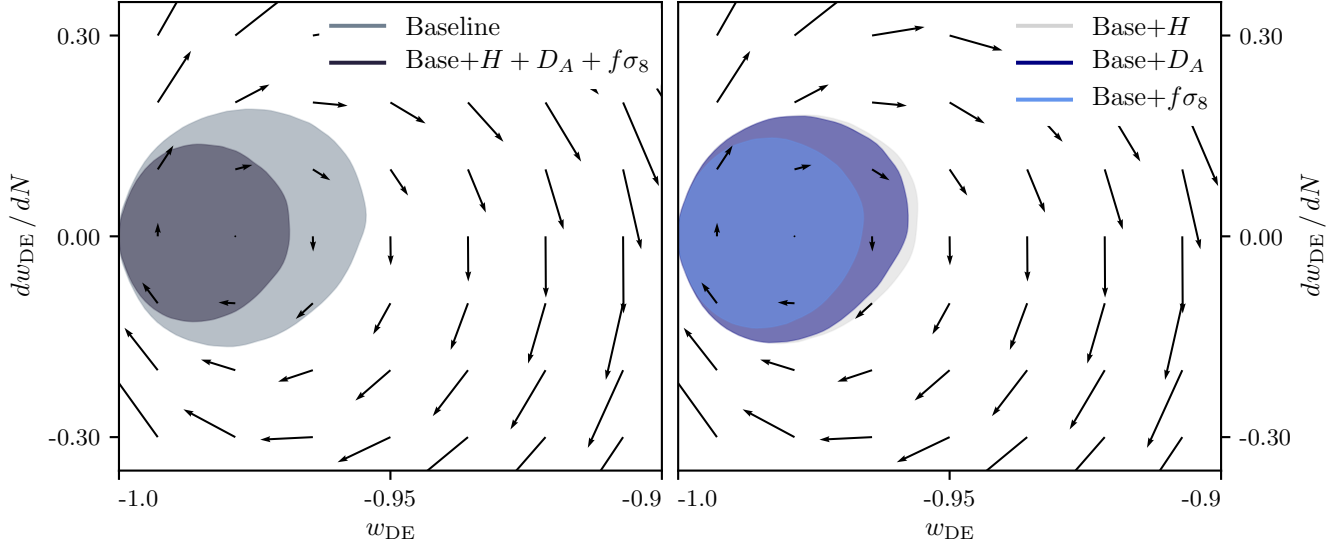 0.30
0.00
-0.30
dw_DE / dN
Baseline
Base+H + D_A + fσ_8
-1.0
-0.95
-0.9
w_DE
Base+H
Base+D_A
Base+fσ_8
0.30
0.00
-0.30
dw_DE / dN
-1.0
-0.95
-0.9
w_DE